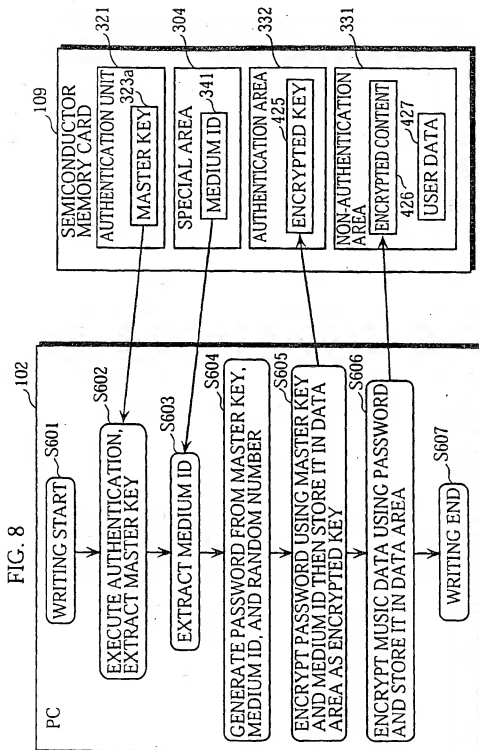 FIG. 8
PC
102
WRITING START
S601
EXECUTE AUTHENTICATION,
EXTRACT MASTER KEY
S602
EXTRACT MEDIUM ID
S603
GENERATE PASSWORD FROM MASTER KEY,
MEDIUM ID, AND RANDOM NUMBER
S604
ENCRYPT PASSWORD USING MASTER KEY
AND MEDIUM ID THEN STORE IT IN DATA
AREA AS ENCRYPTED KEY
S605
ENCRYPT MUSIC DATA USING PASSWORD
AND STORE IT IN DATA AREA
S606
WRITING END
S607
109
SEMICONDUCTOR
MEMORY CARD
321
AUTHENTICATION UNIT
323a
MASTER KEY
304
SPECIAL AREA
341
MEDIUM ID
332
AUTHENTICATION AREA
425
ENCRYPTED KEY
331
NON-AUTHENTICATION
AREA
ENCRYPTED CONTENT
426
427
USER DATA